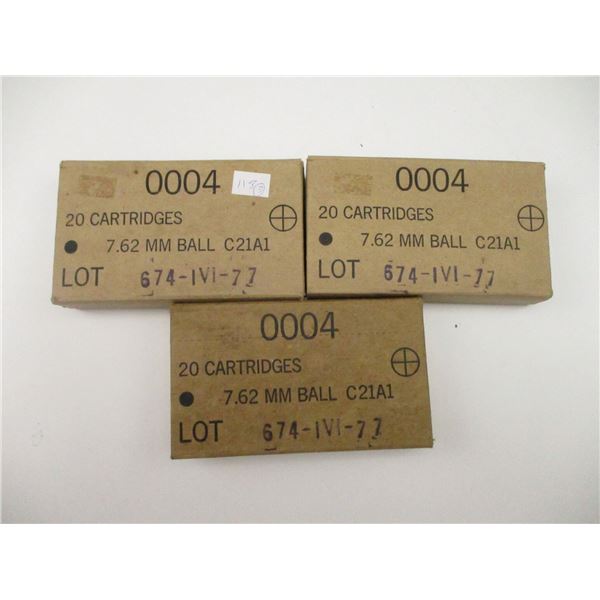 0004
20 CARTRIDGES
7.62 MM BALL C21A1
LOT 674-IVI-77
0004
20 CARTRIDGES
7.62 MM BALL C21A1
LOT 674-IVI-77
0004
20 CARTRIDGES
7.62 MM BALL C21A1
LOT 674-IVI-77